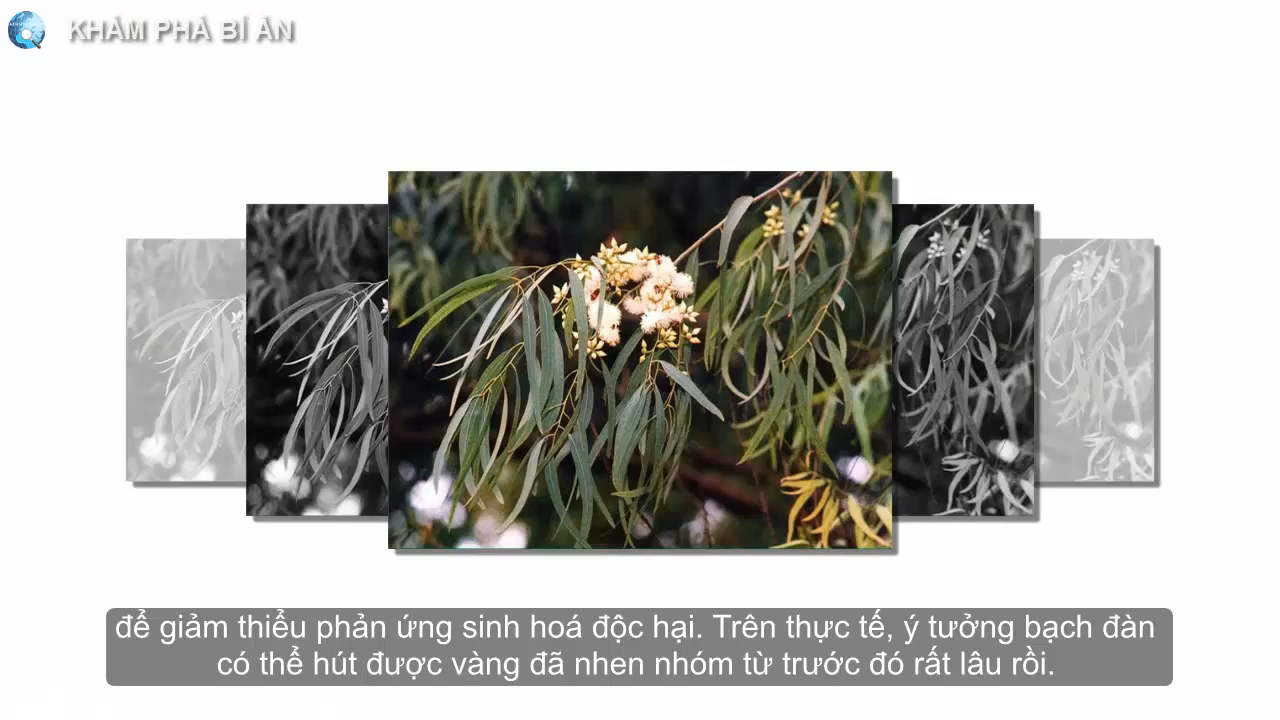 KHÁM PHÁ BÍ ẨN
để giảm thiểu phản ứng sinh hoá độc hại. Trên thực tế, ý tưởng bạch đàn
có thể hút được vàng đã nhen nhóm từ trước đó rất lâu rồi.